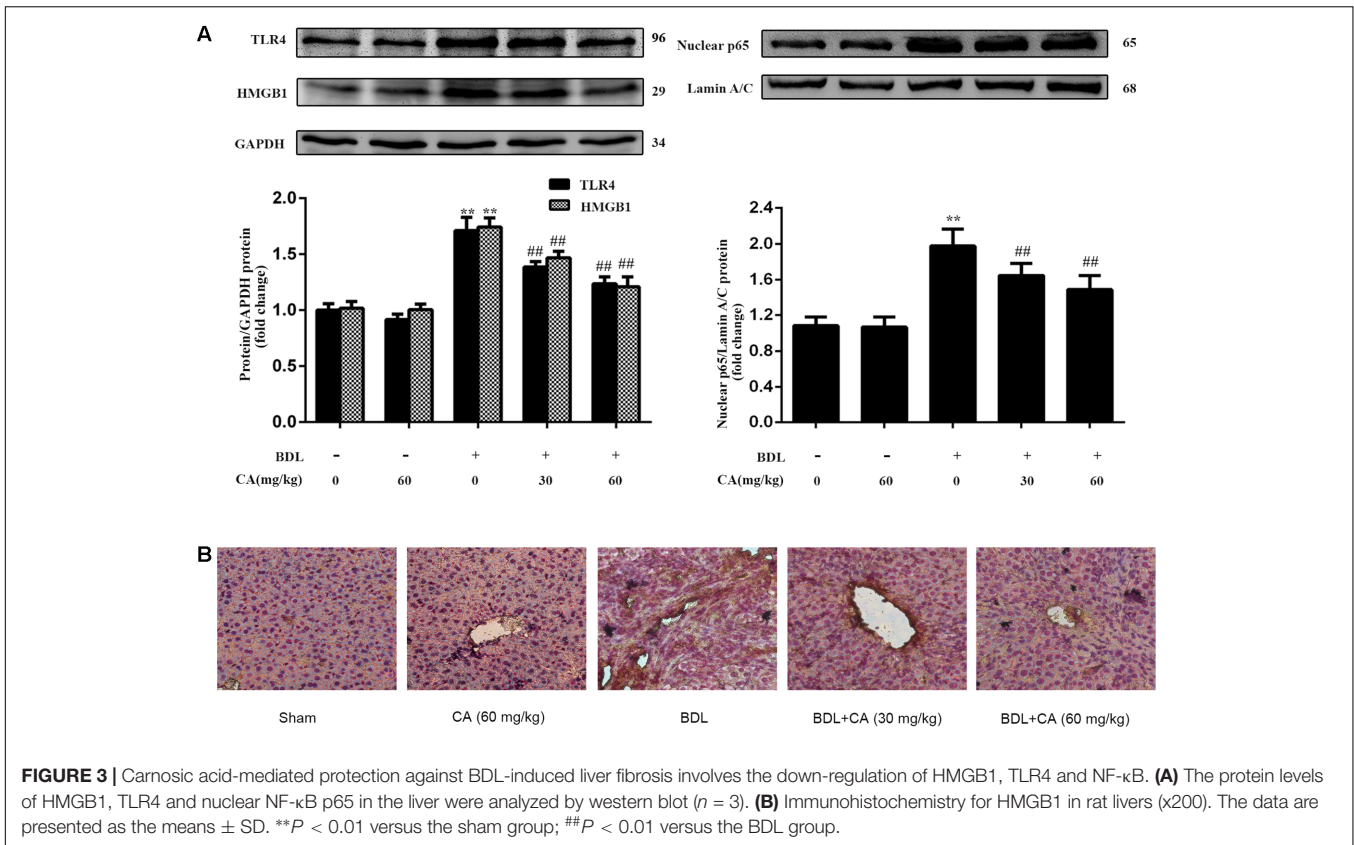 A
TLR4 96
HMGB1 29
GAPDH 34
Nuclear p65 65
Lamin A/C 68
TLR4
HMGB1
Protein/GAPDH protein
(fold change)
2.0
1.5
1.0
0.5
0.0
** **
## ##
## ##
BDL - - + + +
CA(mg/kg) 0 60 0 30 60
Nuclear p65/Lamin A/C protein
(fold change)
2.4
2.0
1.6
1.2
0.8
0.4
0.0
**
##
##
BDL - - + + +
CA(mg/kg) 0 60 0 30 60
B
Sham
CA (60 mg/kg)
BDL
BDL+CA (30 mg/kg)
BDL+CA (60 mg/kg)
FIGURE 3 | Carnosic acid-mediated protection against BDL-induced liver fibrosis involves the down-regulation of HMGB1, TLR4 and NF-κB. (A) The protein levels
of HMGB1, TLR4 and nuclear NF-κB p65 in the liver were analyzed by western blot (n = 3). (B) Immunohistochemistry for HMGB1 in rat livers (x200). The data are
presented as the means ± SD. **P < 0.01 versus the sham group; ##P < 0.01 versus the BDL group.